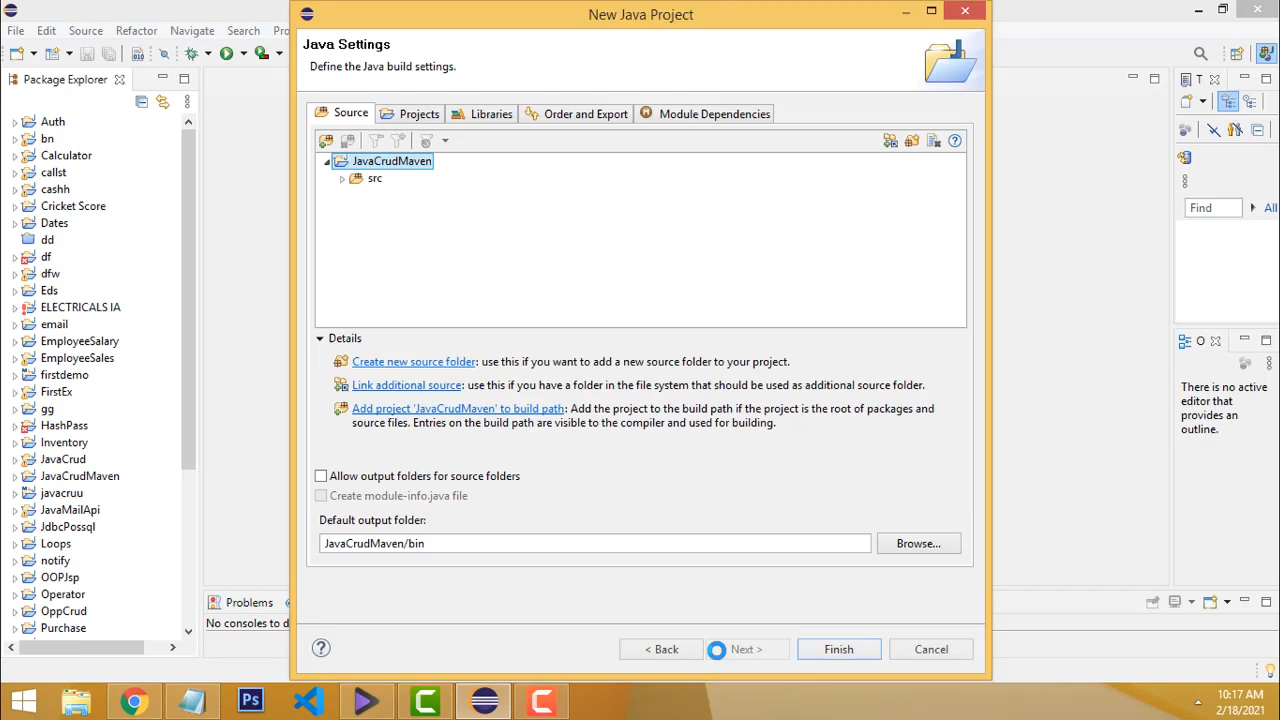 New Java Project
File Edit Source Refactor Navigate Search Pro
Package Explorer
Auth
bn
Calculator
callst
cashh
Cricket Score
Dates
dd
df
dfw
Eds
ELECTRICALS IA
email
EmployeeSalary
EmployeeSales
firstdemo
FirstEx
gg
HashPass
Inventory
JavaCrud
JavaCrudMaven
javacruu
JavaMailApi
JdbcPossql
Loops
notify
OOPJsp
Operator
OppCrud
Purchase
Java Settings
Define the Java build settings.
Source Projects Libraries Order and Export Module Dependencies
JavaCrudMaven
src
Details
Create new source folder: use this if you want to add a new source folder to your project.
Link additional source: use this if you have a folder in the file system that should be used as additional source folder.
Add project 'JavaCrudMaven' to build path: Add the project to the build path if the project is the root of packages and
source files. Entries on the build path are visible to the compiler and used for building.
Allow output folders for source folders
Create module-info.java file
Default output folder:
JavaCrudMaven/bin
Browse...
< Back
Next >
Finish
Cancel
Problems
No consoles to d
T
Find
All
O
There is no active
editor that
provides an
outline.
Ps
10:17 AM
2/18/2021